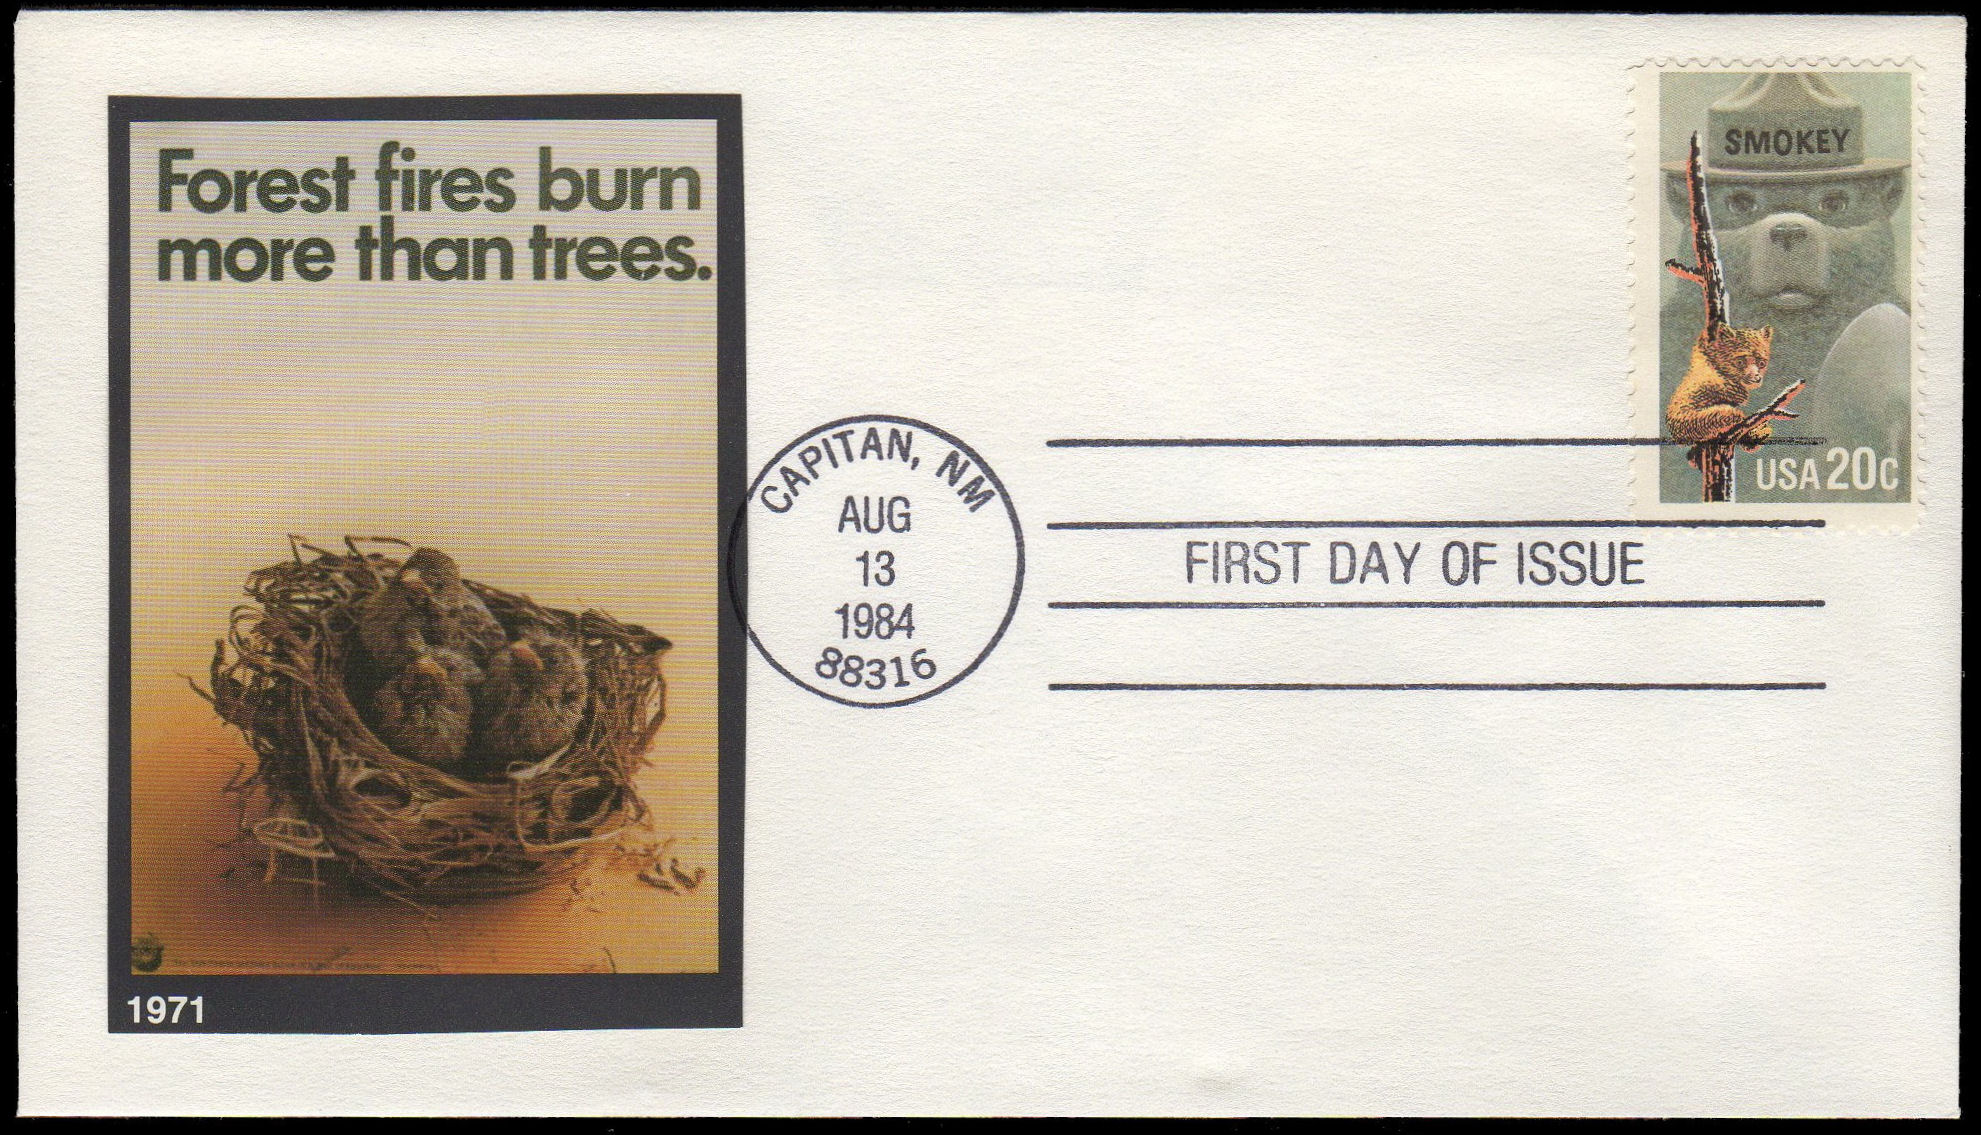 Forest fires burn
more than trees.
1971
CAPITAN, NM
AUG
13
1984
88316
SMOKEY
USA 20c
FIRST DAY OF ISSUE